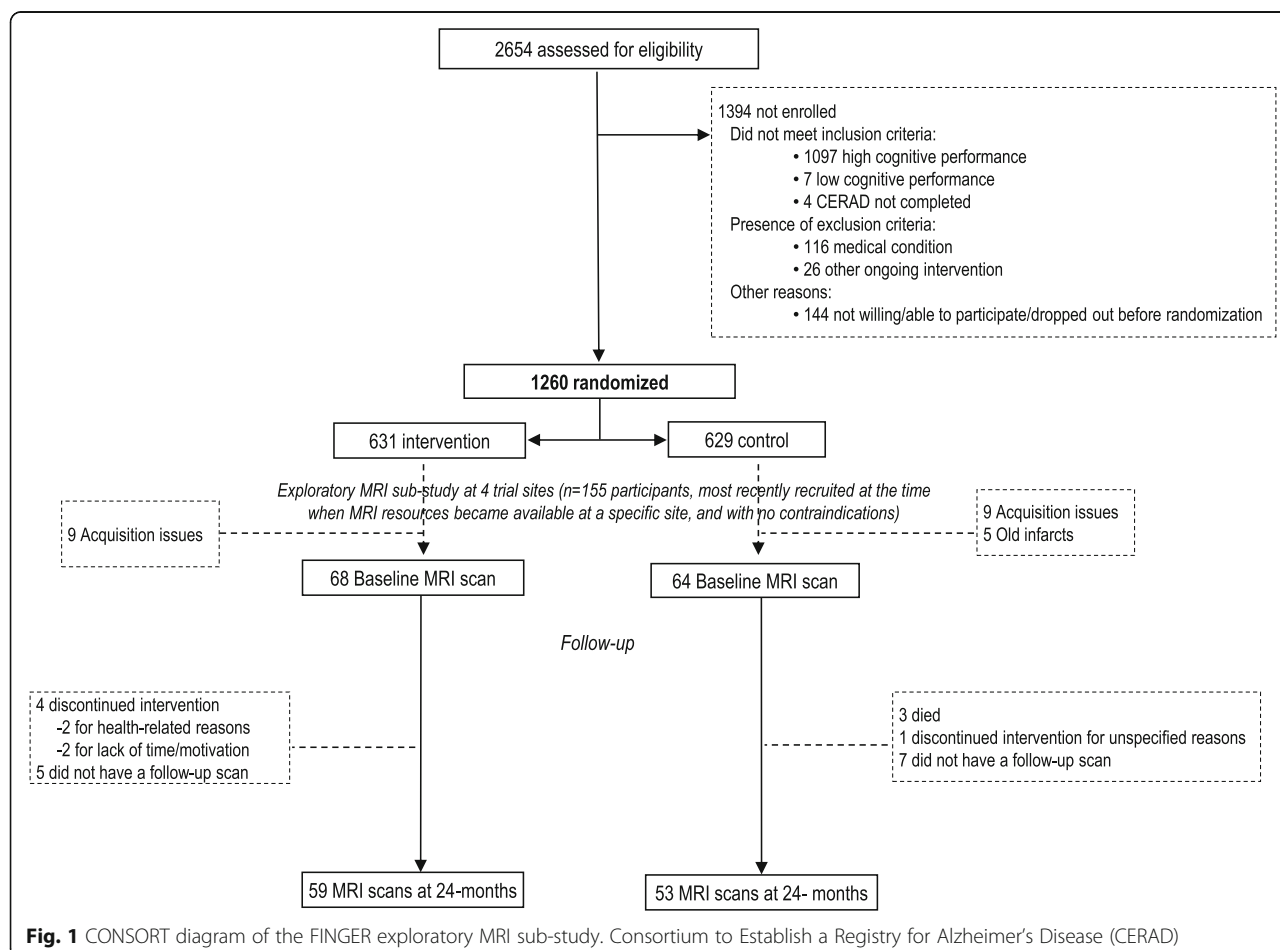 2654 assessed for eligibility
1394 not enrolled
Did not meet inclusion criteria:
• 1097 high cognitive performance
• 7 low cognitive performance
• 4 CERAD not completed
Presence of exclusion criteria:
• 116 medical condition
• 26 other ongoing intervention
Other reasons:
• 144 not willing/able to participate/dropped out before randomization
1260 randomized
631 intervention
629 control
Exploratory MRI sub-study at 4 trial sites (n=155 participants, most recently recruited at the time
when MRI resources became available at a specific site, and with no contraindications)
9 Acquisition issues
9 Acquisition issues
5 Old infarcts
68 Baseline MRI scan
64 Baseline MRI scan
Follow-up
4 discontinued intervention
-2 for health-related reasons
-2 for lack of time/motivation
5 did not have a follow-up scan
3 died
1 discontinued intervention for unspecified reasons
7 did not have a follow-up scan
59 MRI scans at 24-months
53 MRI scans at 24- months
Fig. 1 CONSORT diagram of the FINGER exploratory MRI sub-study. Consortium to Establish a Registry for Alzheimer's Disease (CERAD)